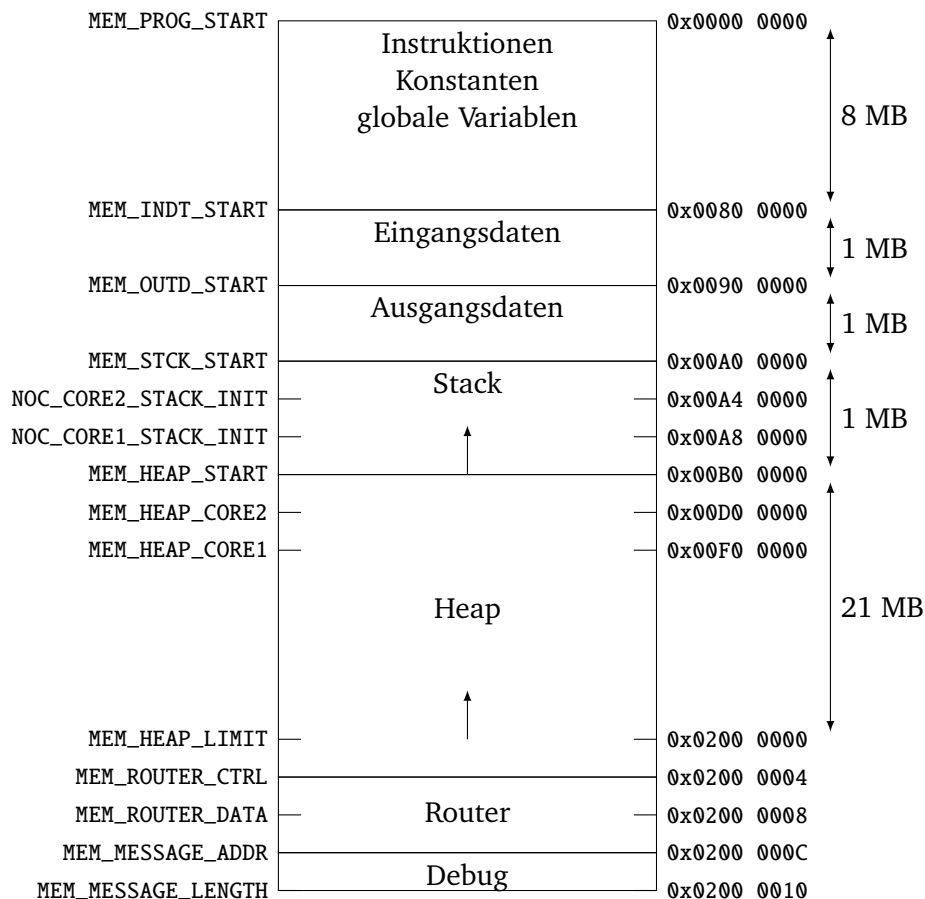 MEM_PROG_START 0x0000 0000
Instruktionen
Konstanten
globale Variablen
8 MB
MEM_INDT_START 0x0080 0000
Eingangsdaten
1 MB
MEM_OUTD_START 0x0090 0000
Ausgangsdaten
1 MB
MEM_STCK_START 0x00A0 0000
Stack
NOC_CORE2_STACK_INIT 0x00A4 0000
1 MB
NOC_CORE1_STACK_INIT 0x00A8 0000
MEM_HEAP_START 0x00B0 0000
MEM_HEAP_CORE2 0x00D0 0000
MEM_HEAP_CORE1 0x00F0 0000
Heap 21 MB
MEM_HEAP_LIMIT 0x0200 0000
MEM_ROUTER_CTRL 0x0200 0004
MEM_ROUTER_DATA Router 0x0200 0008
MEM_MESSAGE_ADDR 0x0200 000C
Debug
MEM_MESSAGE_LENGTH 0x0200 0010